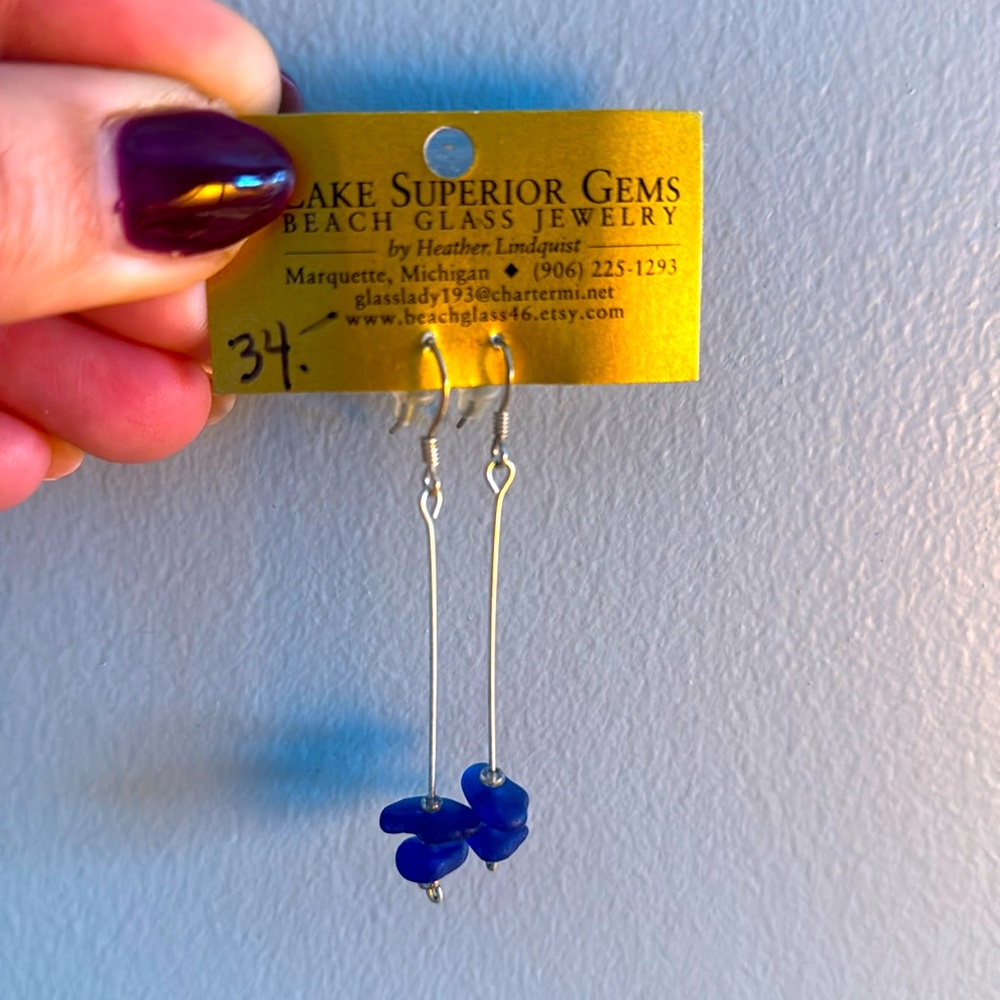 LAKE SUPERIOR GEMS
BEACH GLASS JEWELRY
by Heather Lindquist
Marquette, Michigan ◆ (906) 225-1293
glasslady193@chartermi.net
www.beachglass46.etsy.com
34.-